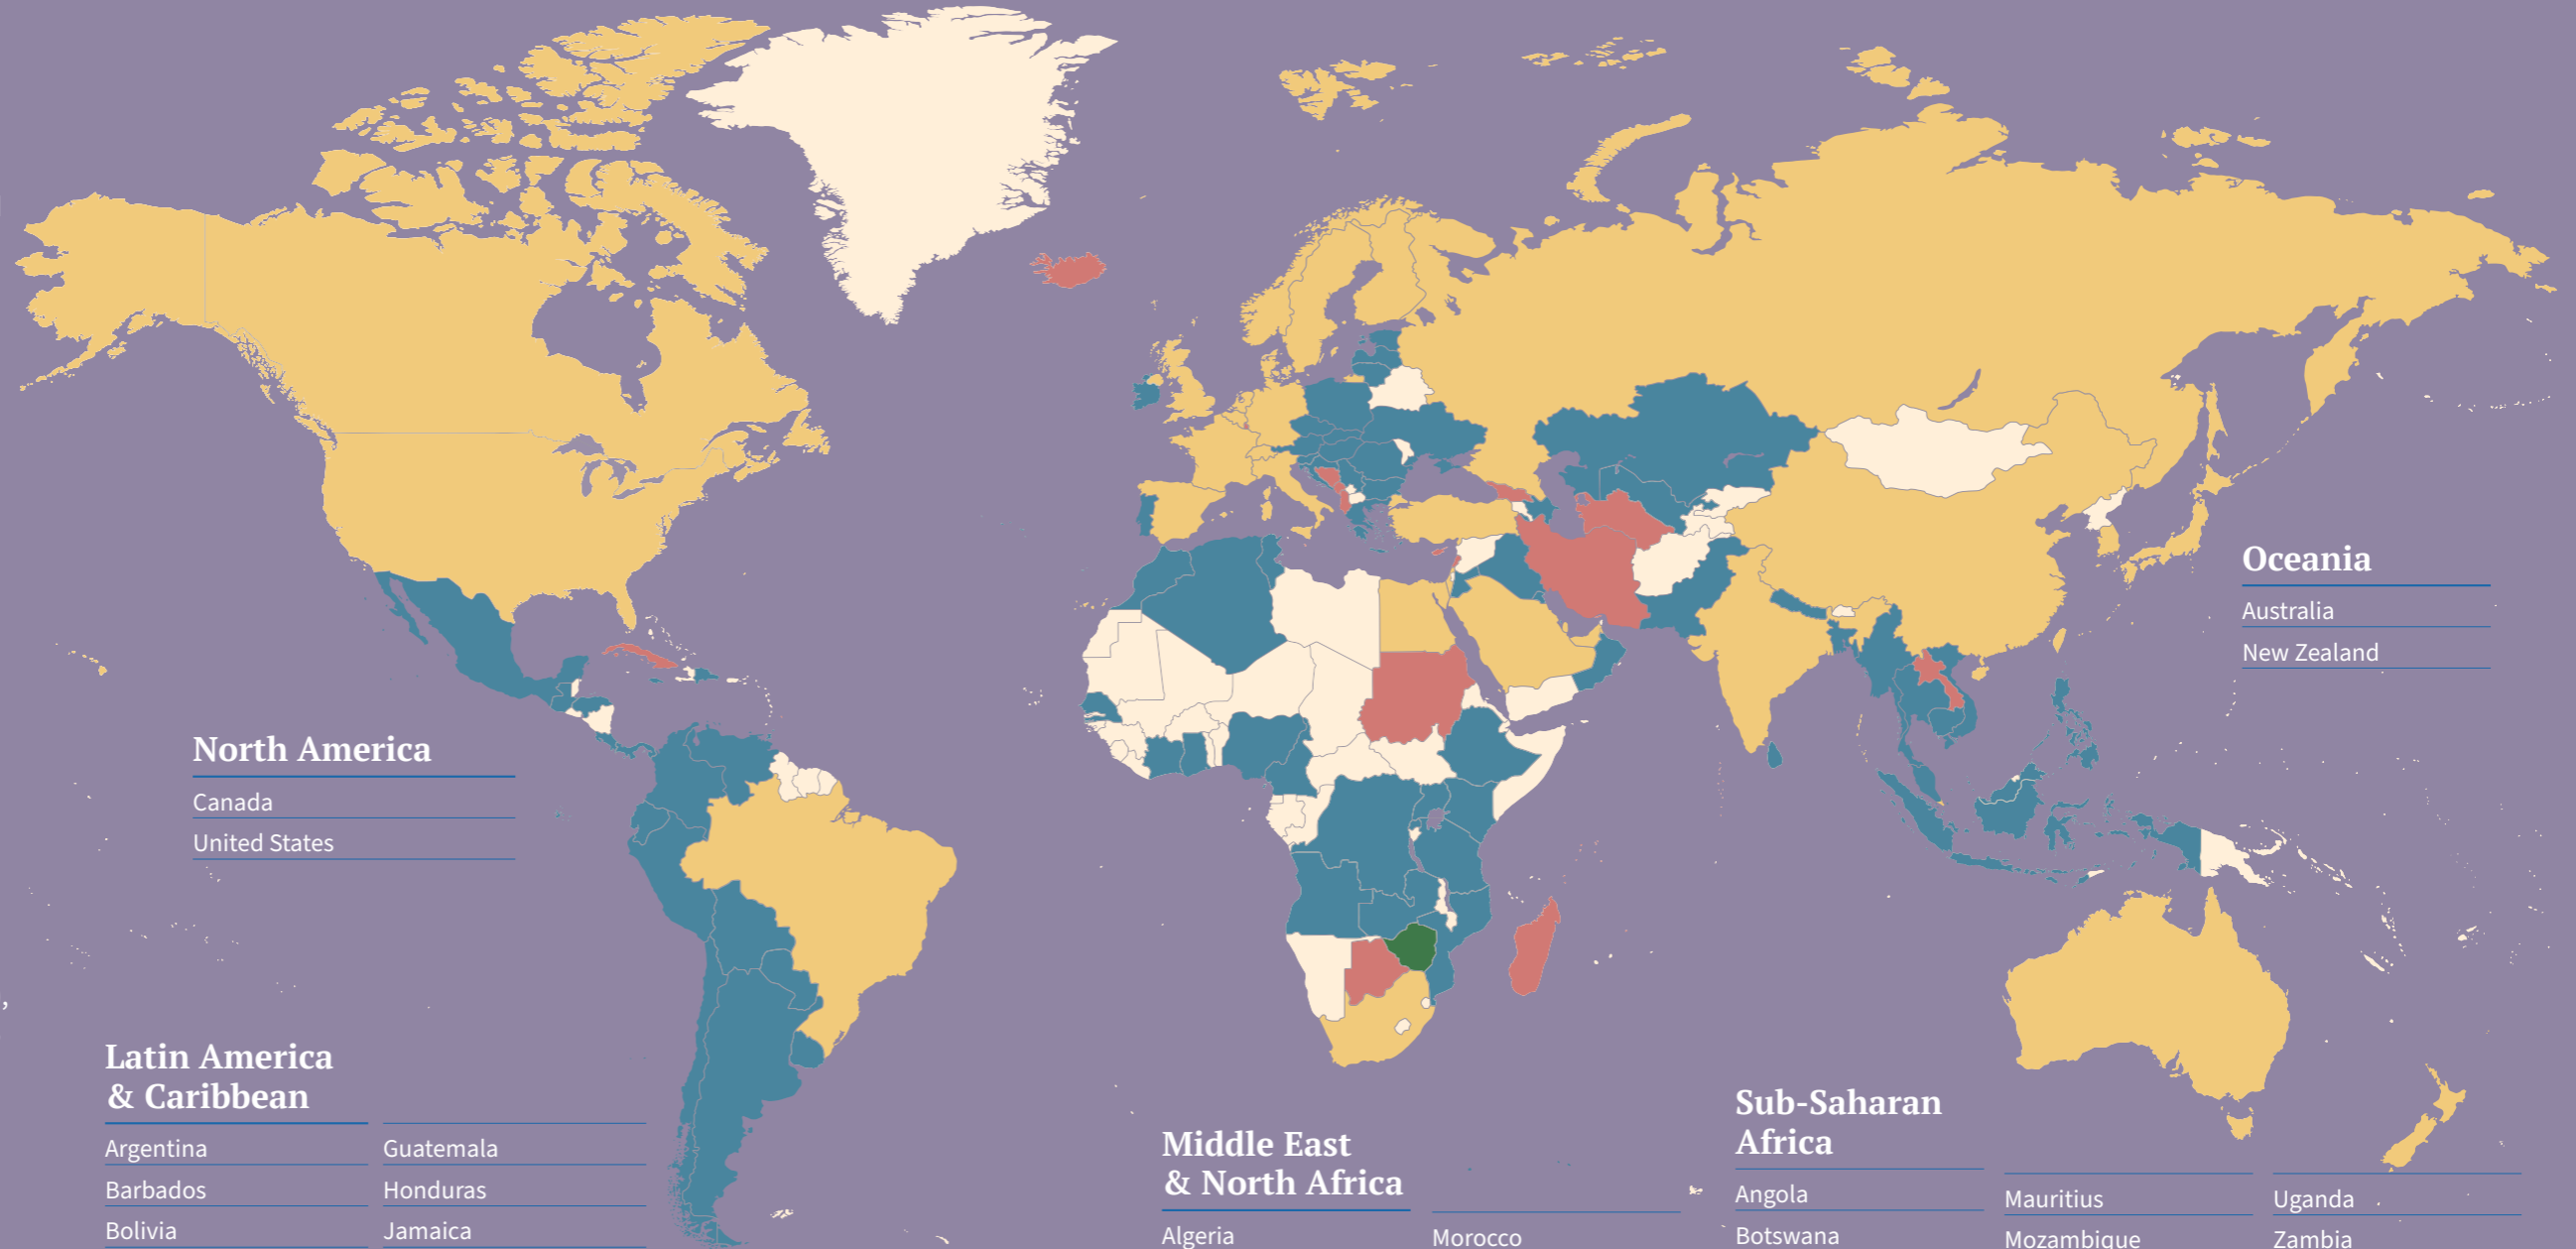 Oceania
Australia
New Zealand
North America
Canada
United States
,
Latin America
& Caribbean
Argentina
Barbados
Bolivia
Guatemala
Honduras
Jamaica
Middle East
& North Africa
Algeria
Morocco
Sub-Saharan
Africa
Angola
Botswana
Mauritius
Mozambique
Uganda
Zambia